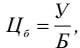 Ц_б = У/Б,